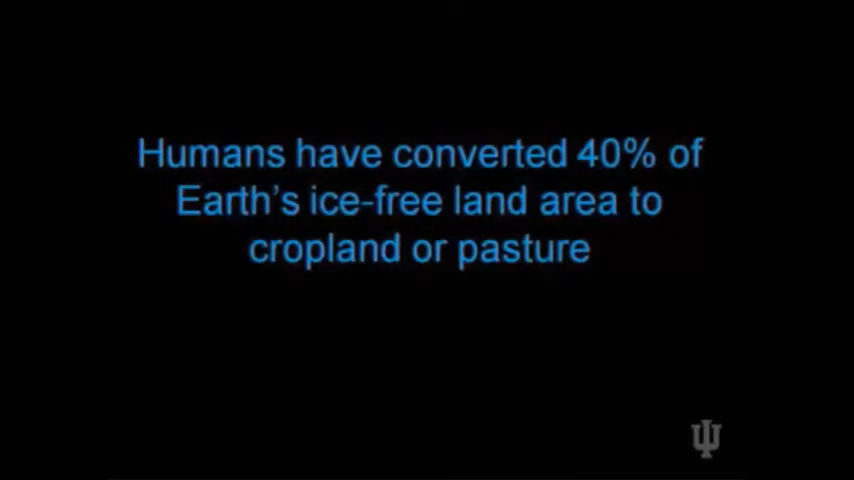 Humans have converted 40% of
Earth's ice-free land area to
cropland or pasture